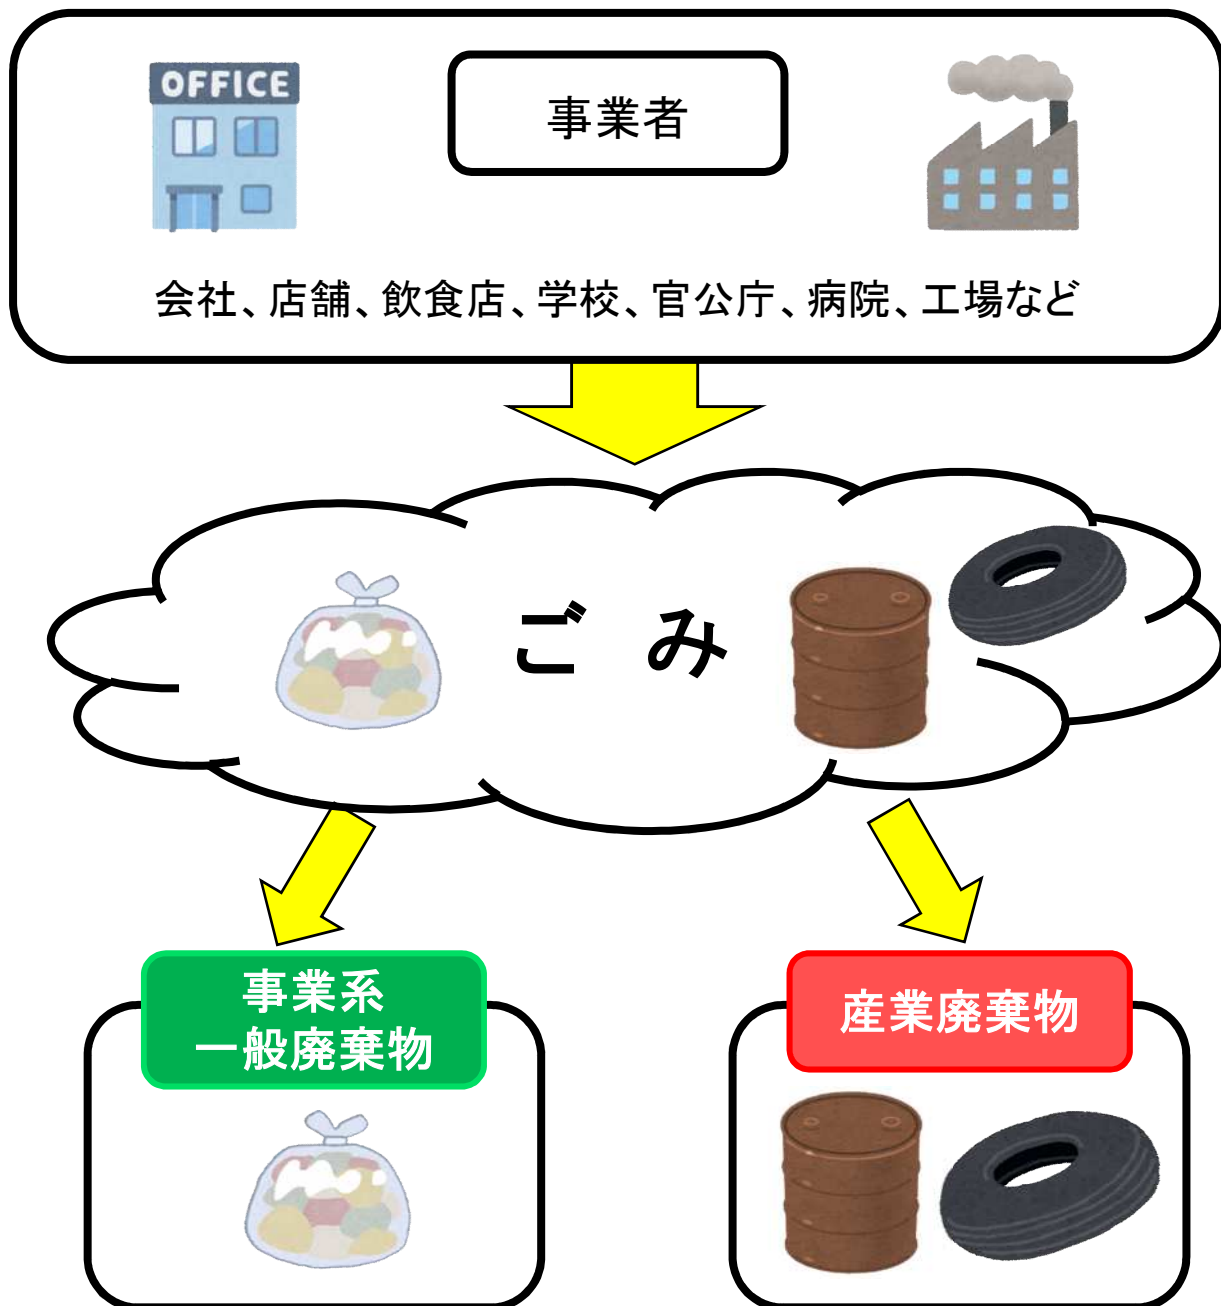 OFFICE
事業者
会社、店舗、飲食店、学校、官公庁、病院、工場など
ごみ
事業系
一般廃棄物
産業廃棄物